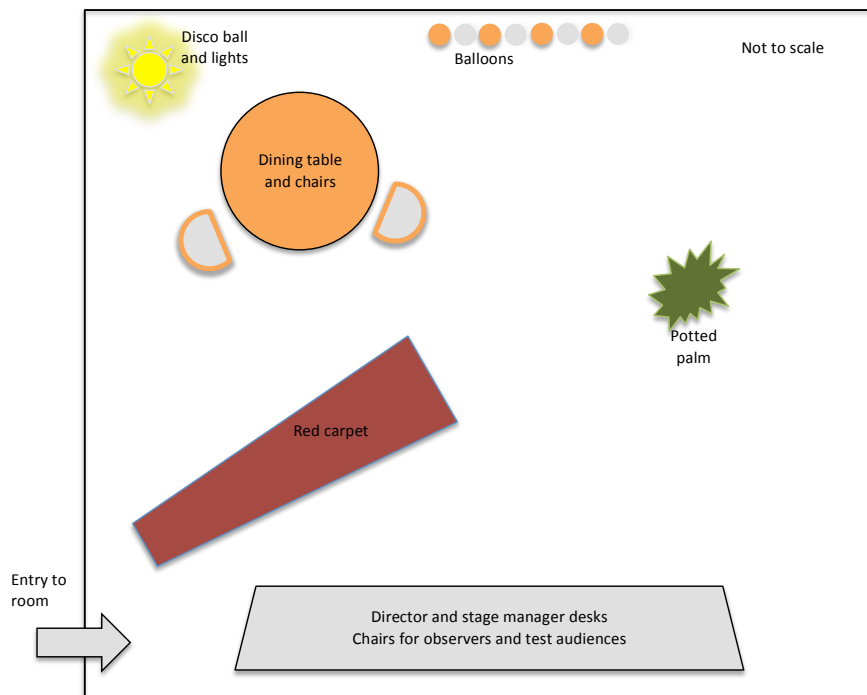 Disco ball
and lights
Balloons
Not to scale
Dining table
and chairs
Potted
palm
Red carpet
Entry to
room
Director and stage manager desks
Chairs for observers and test audiences